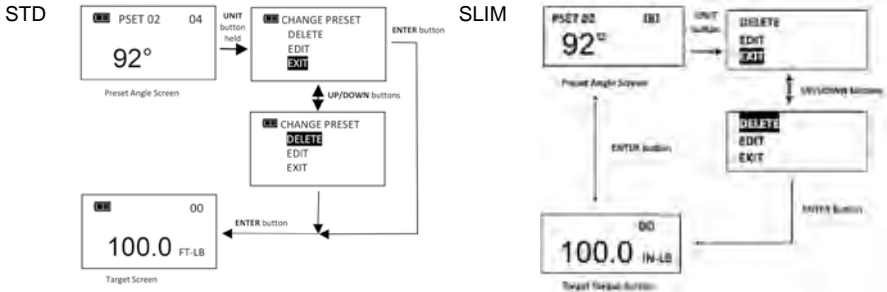 STD
PSET 02 04
92°
Preset Angle Screen
UNIT
button
held
CHANGE PRESET
DELETE
EDIT
EXIT
ENTER button
UP/DOWN buttons
CHANGE PRESET
DELETE
EDIT
EXIT
ENTER button
00
100.0 FT-LB
Target Screen
SLIM
PSET 02
92°
Preset Angle Screen
UNIT
button
DELETE
EDIT
EXIT
UP/DOWN buttons
DELETE
EDIT
EXIT
ENTER button
ENTER Button
00
100.0 IN-LB
Target Torque